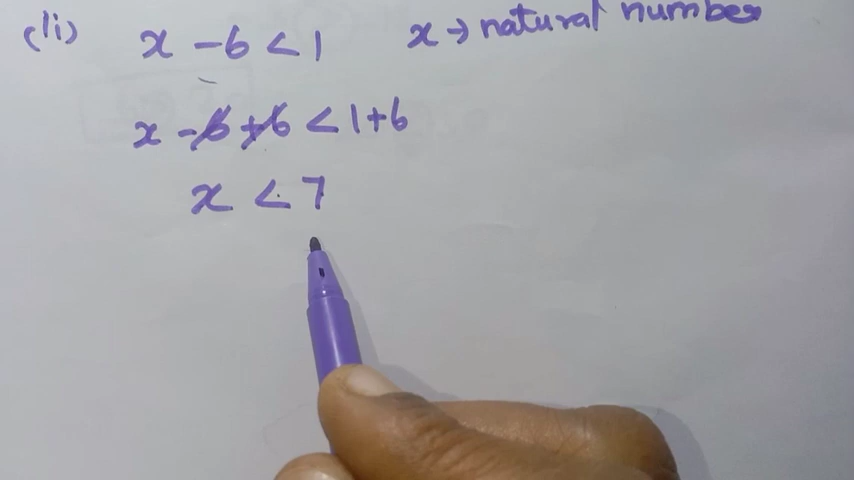 (ii) x - 6 < 1 x → natural number
x - 6 + 6 < 1 + 6
x < 7